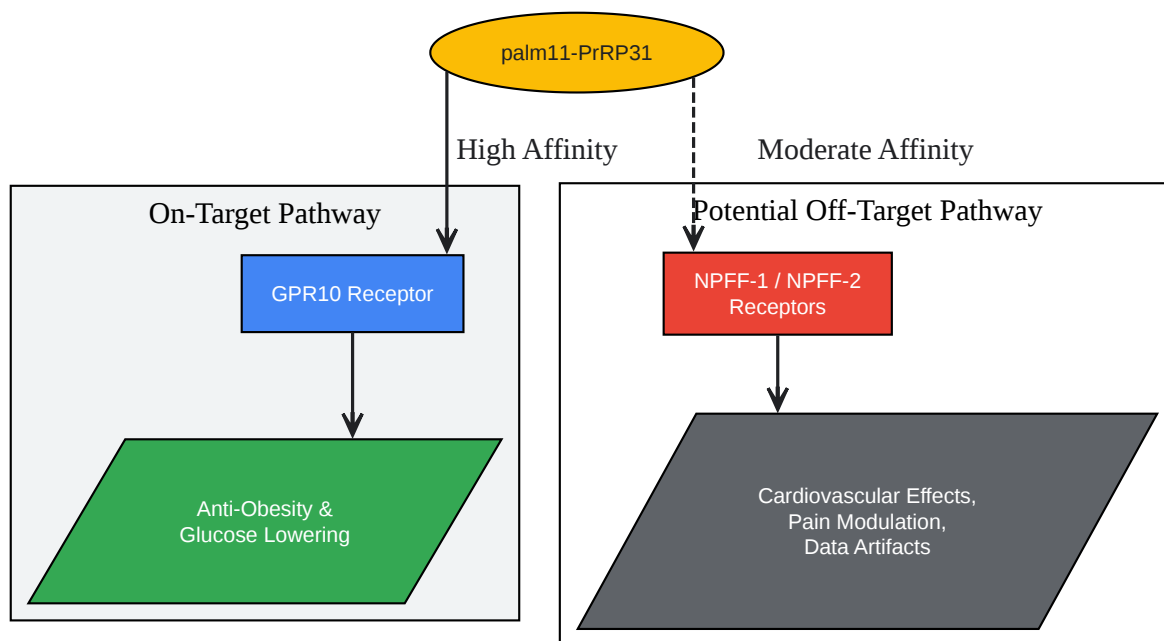 palm11-PrRP31
High Affinity
Moderate Affinity
On-Target Pathway
Potential Off-Target Pathway
GPR10 Receptor
NPFF-1 / NPFF-2
Receptors
Anti-Obesity &
Glucose Lowering
Cardiovascular Effects,
Pain Modulation,
Data Artifacts